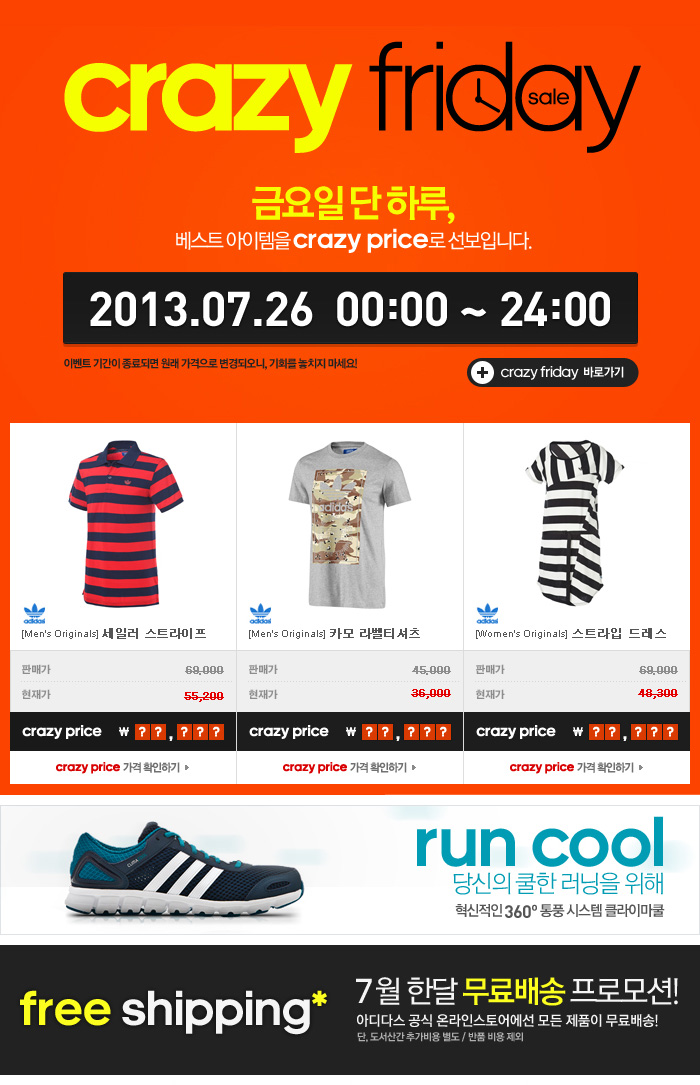 crazy friday
sale
금요일 단 하루,
베스트 아이템을 crazy price로 선보입니다.
2013.07.26 00:00 ~ 24:00
이벤트 기간이 종료되면 원래 가격으로 변경되오니, 기회를 놓치지 마세요!
crazy friday 바로가기
adidas
adidas
[Men's Originals] 세일러 스트라이프
판매가 69,000
현재가 55,200
crazy price ₩ ??,???
crazy price 가격 확인하기
adidas
[Men's Originals] 카모 라벨티셔츠
판매가 45,000
현재가 36,000
crazy price ₩ ??,???
crazy price 가격 확인하기
adidas
[Women's Originals] 스트라입 드레스
판매가 69,000
현재가 48,300
crazy price ₩ ??,???
crazy price 가격 확인하기
run cool
당신의 쿨한 러닝을 위해
혁신적인 360º 통풍 시스템 클라이마쿨
free shipping*
7월 한달 무료배송 프로모션!
아디다스 공식 온라인스토어에선 모든 제품이 무료배송!
단, 도서산간 추가비용 별도 / 반품 비용 제외